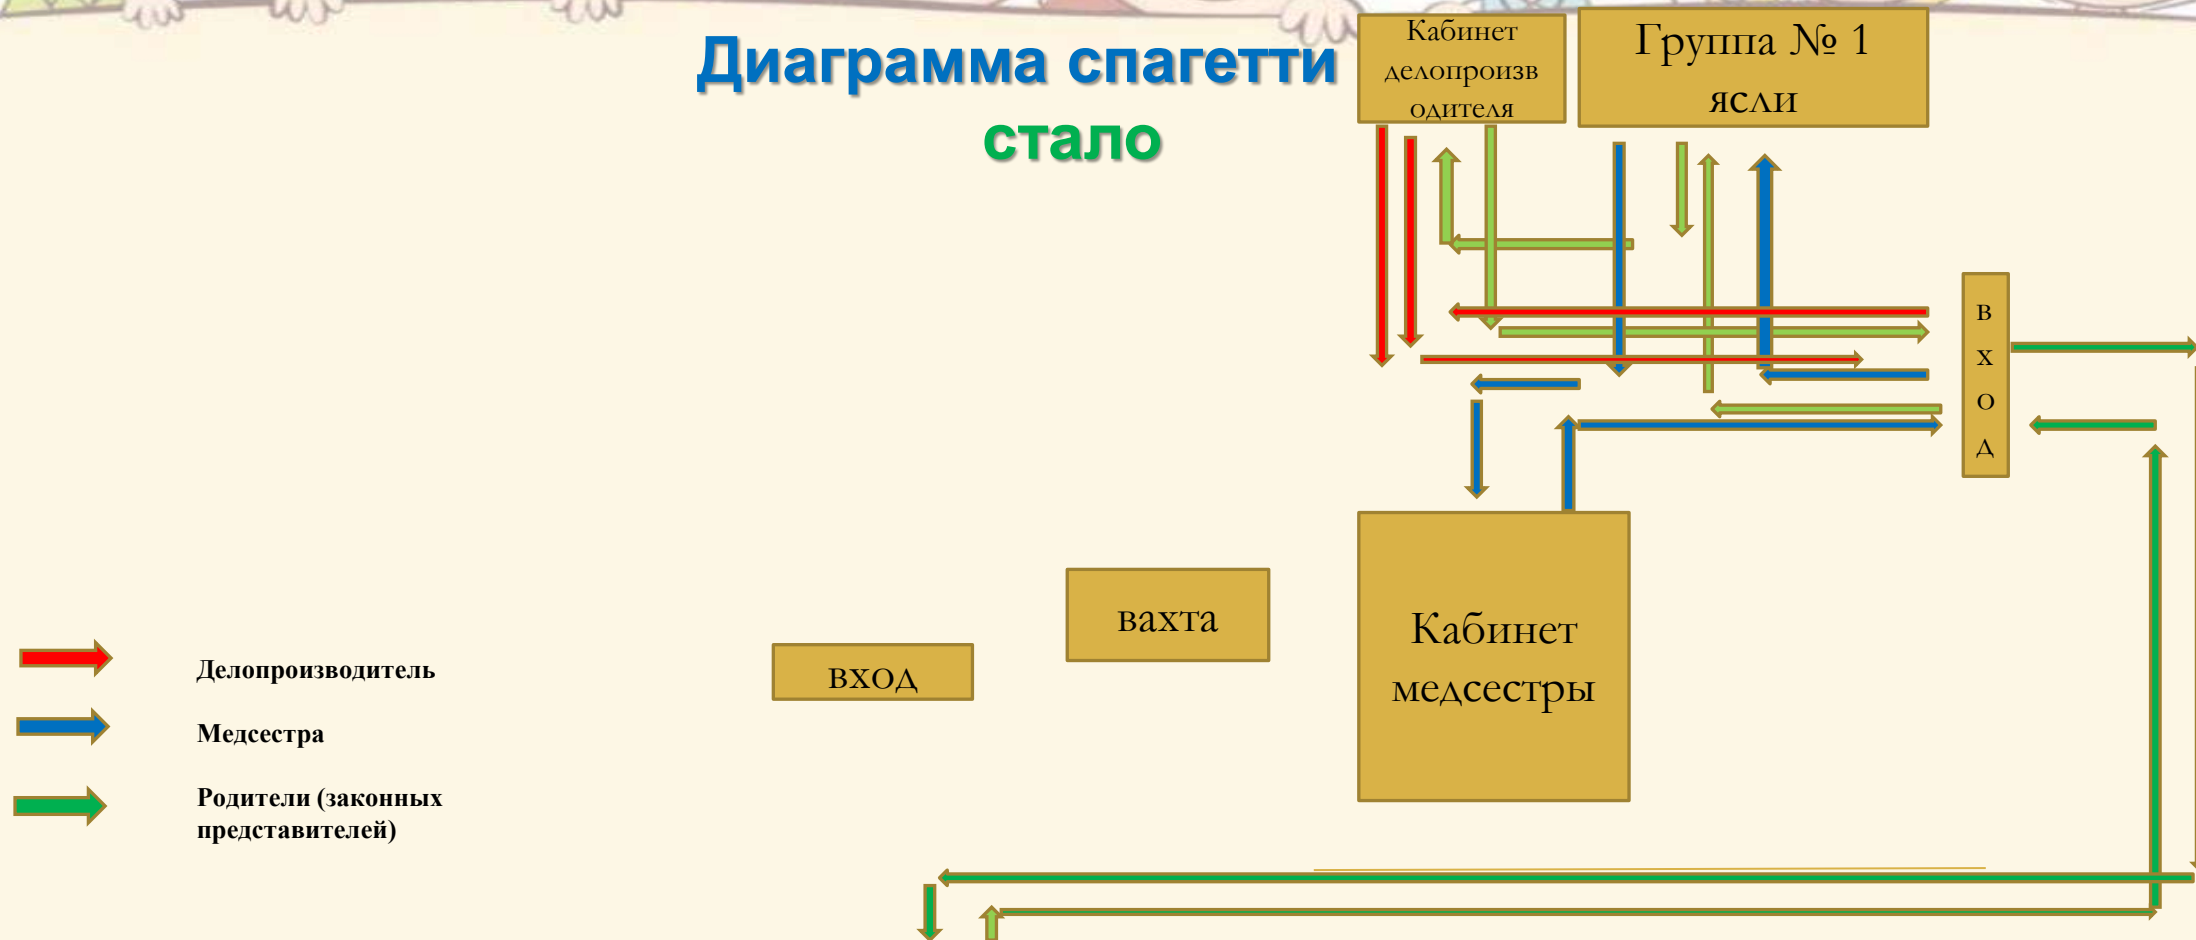 Диаграмма спагетти
стало
Кабинет
делопроизв
одителя
Группа № 1
ясли
в
х
о
д
вахта
вход
Кабинет
медсестры
Делопроизводитель
Медсестра
Родители (законных
представителей)